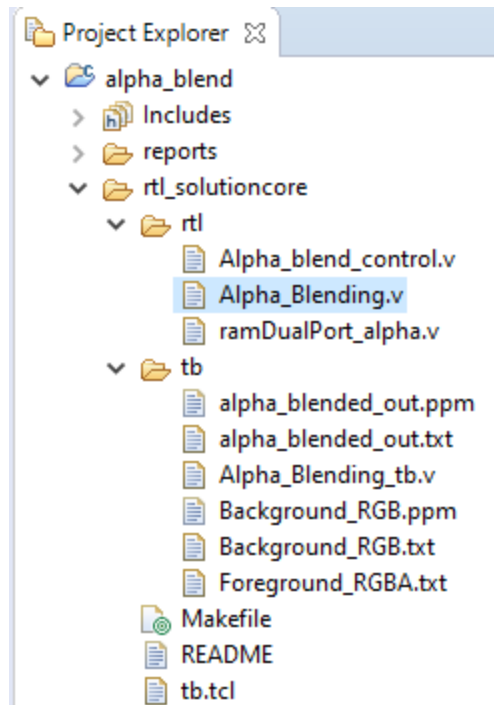 Project Explorer
alpha_blend
Includes
reports
rtl_solutioncore
rtl
Alpha_blend_control.v
Alpha_Blending.v
ramDualPort_alpha.v
tb
alpha_blended_out.ppm
alpha_blended_out.txt
Alpha_Blending_tb.v
Background_RGB.ppm
Background_RGB.txt
Foreground_RGBA.txt
Makefile
README
tb.tcl